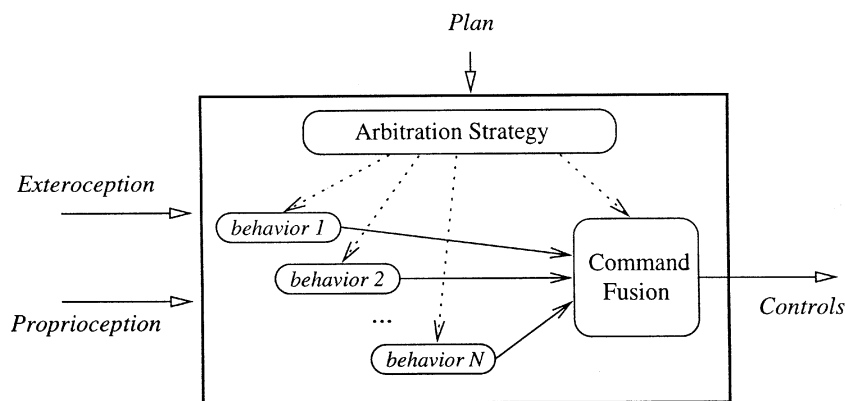 Plan
Arbitration Strategy
Exteroception
behavior 1
behavior 2
Command
Fusion
Controls
Proprioception
...
behavior N